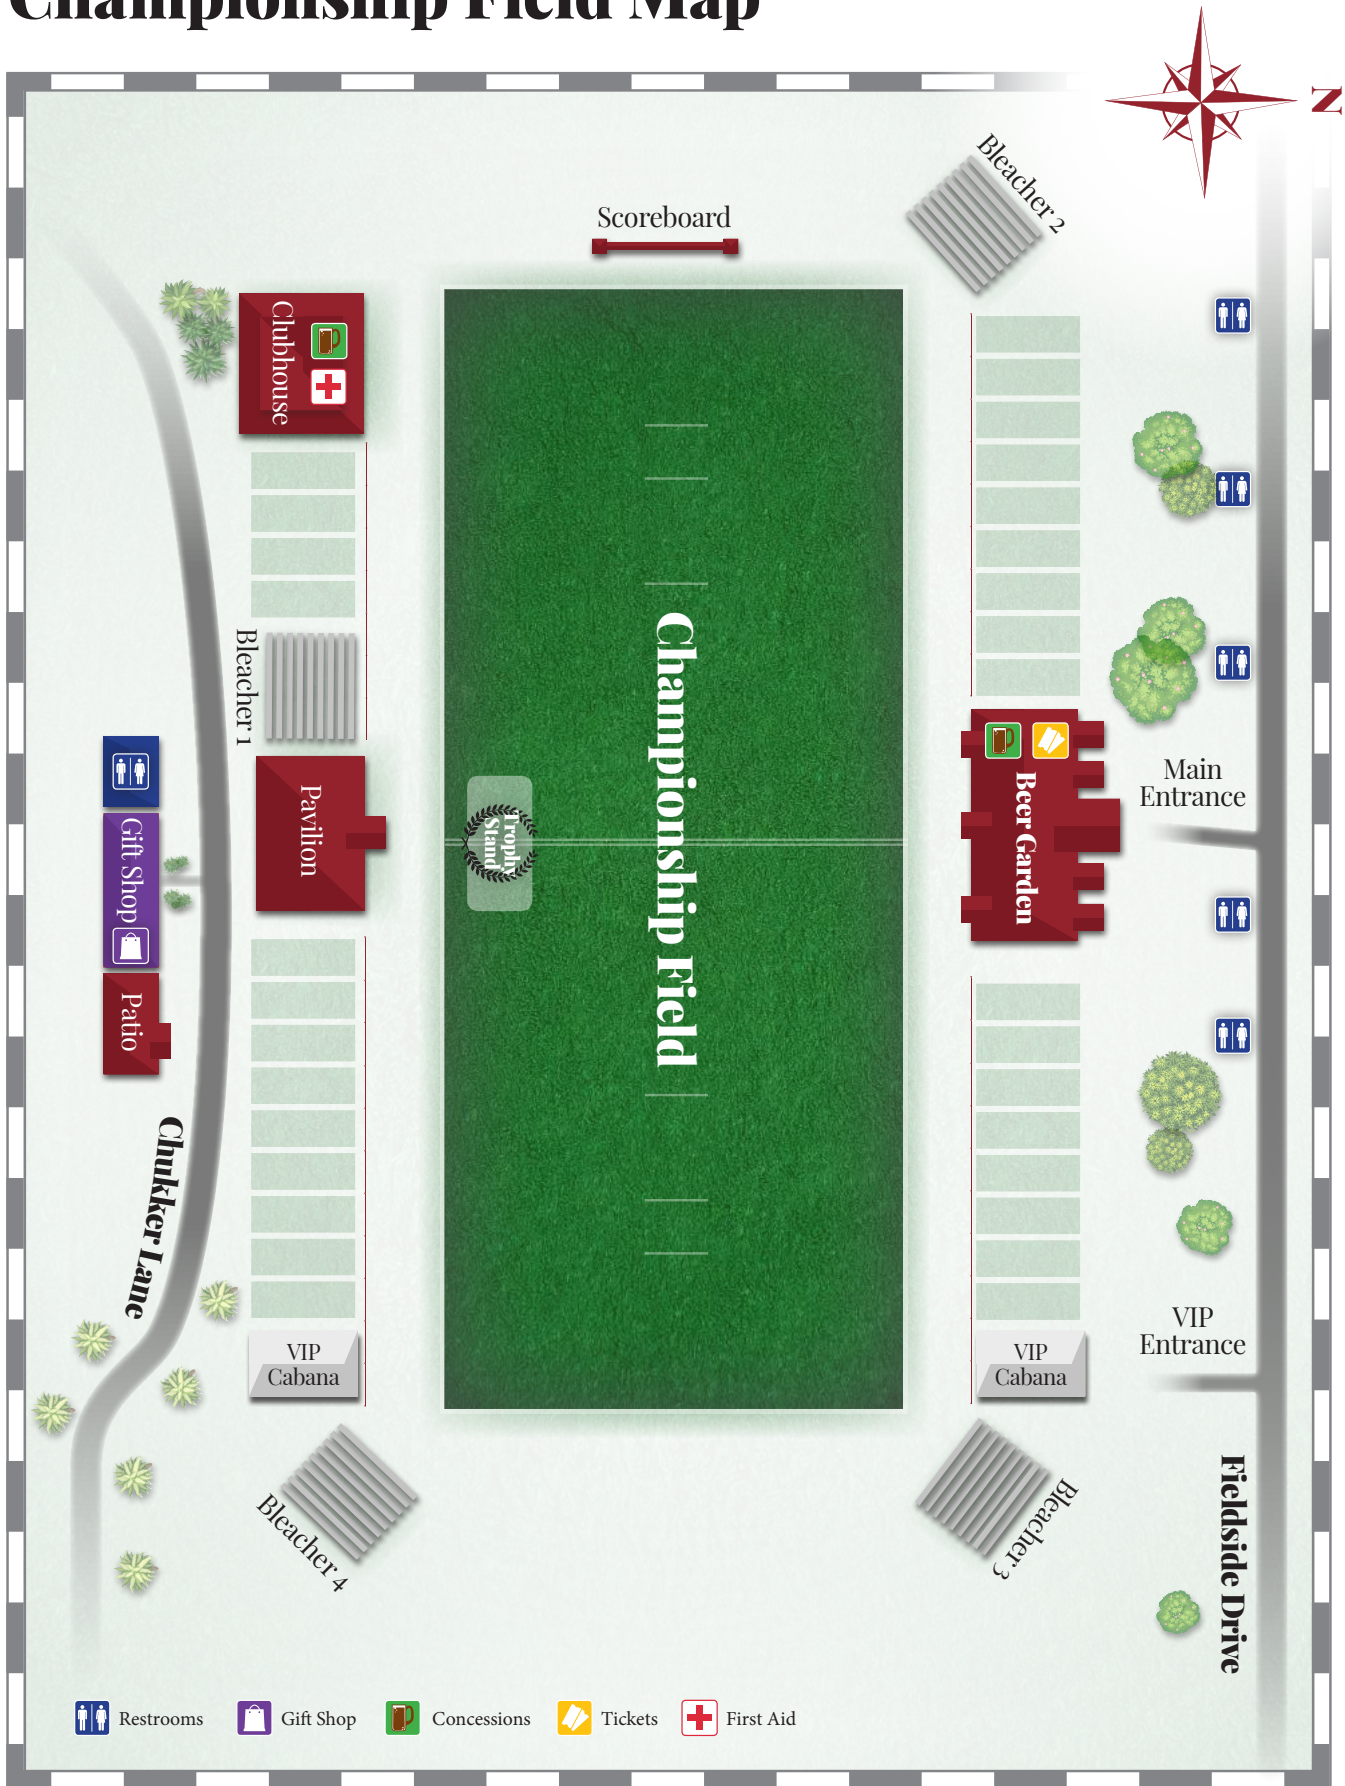 Championship Field Map
N
Bleacher 2
Scoreboard
Clubhouse
Bleacher 1
Championship Field
Main
Entrance
Beer Garden
Pavilion
Trophy
Stand
Gift Shop
Patio
Chukker Lane
VIP
Entrance
VIP
Cabana
VIP
Cabana
Bleacher 4
Bleacher 3
Fieldside Drive
Restrooms
Gift Shop
Concessions
Tickets
First Aid